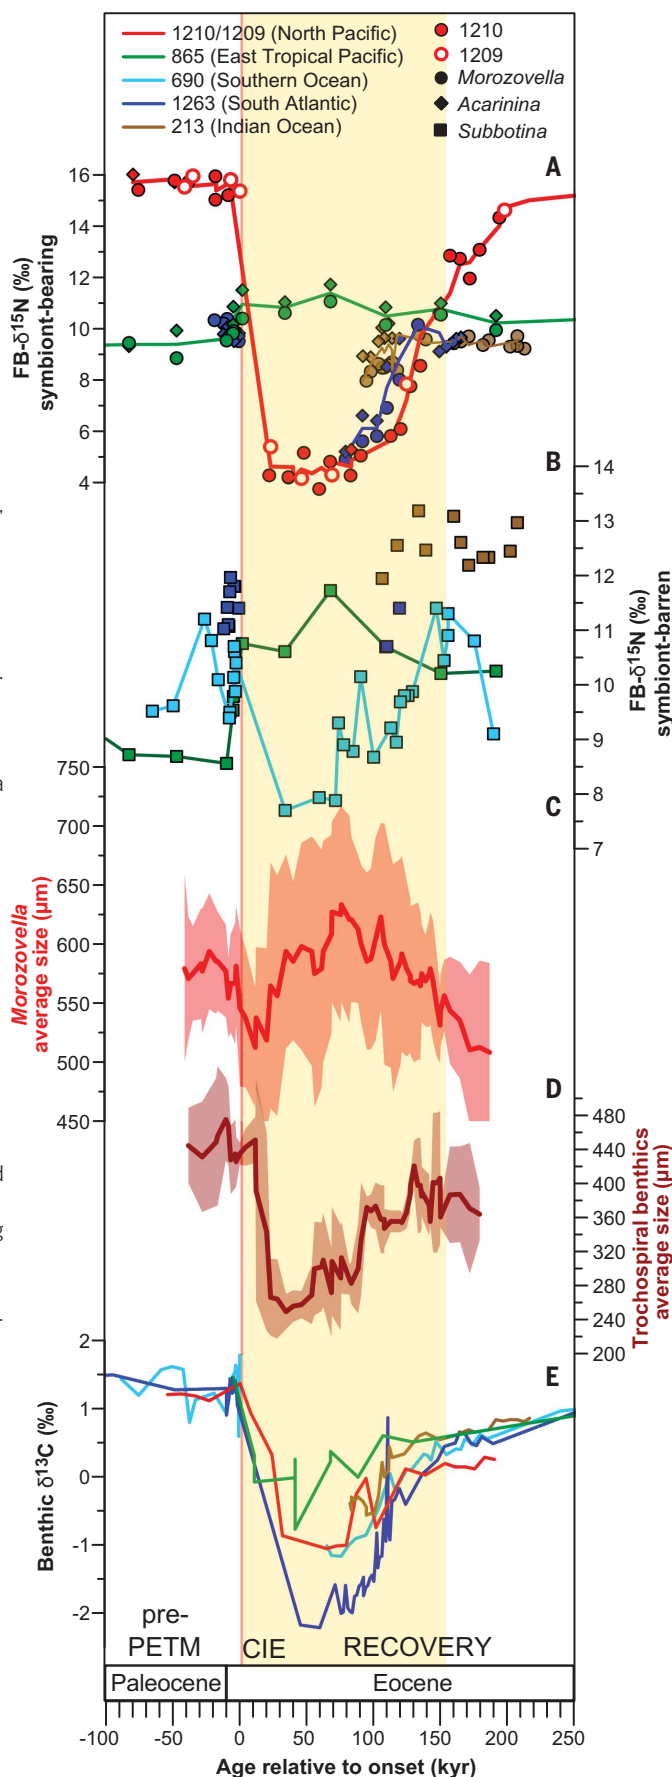 1210/1209 (North Pacific)
865 (East Tropical Pacific)
690 (Southern Ocean)
1263 (South Atlantic)
213 (Indian Ocean)
1210
1209
Morozovella
Acarinina
Subbotina
A
16
14
12
10
8
6
4
FB-δ15N (‰)
symbiont-bearing
B
14
13
12
11
10
9
8
7
FB-δ15N (‰)
symbiont-barren
C
750
700
650
600
550
500
450
Morozovella
average size (µm)
D
480
440
400
360
320
280
240
200
Trochospiral benthics
average size (µm)
E
2
1
0
-1
-2
Benthic δ13C (‰)
pre-
PETM
CIE
RECOVERY
Paleocene
Eocene
-100
-50
0
50
100
150
200
250
Age relative to onset (kyr)